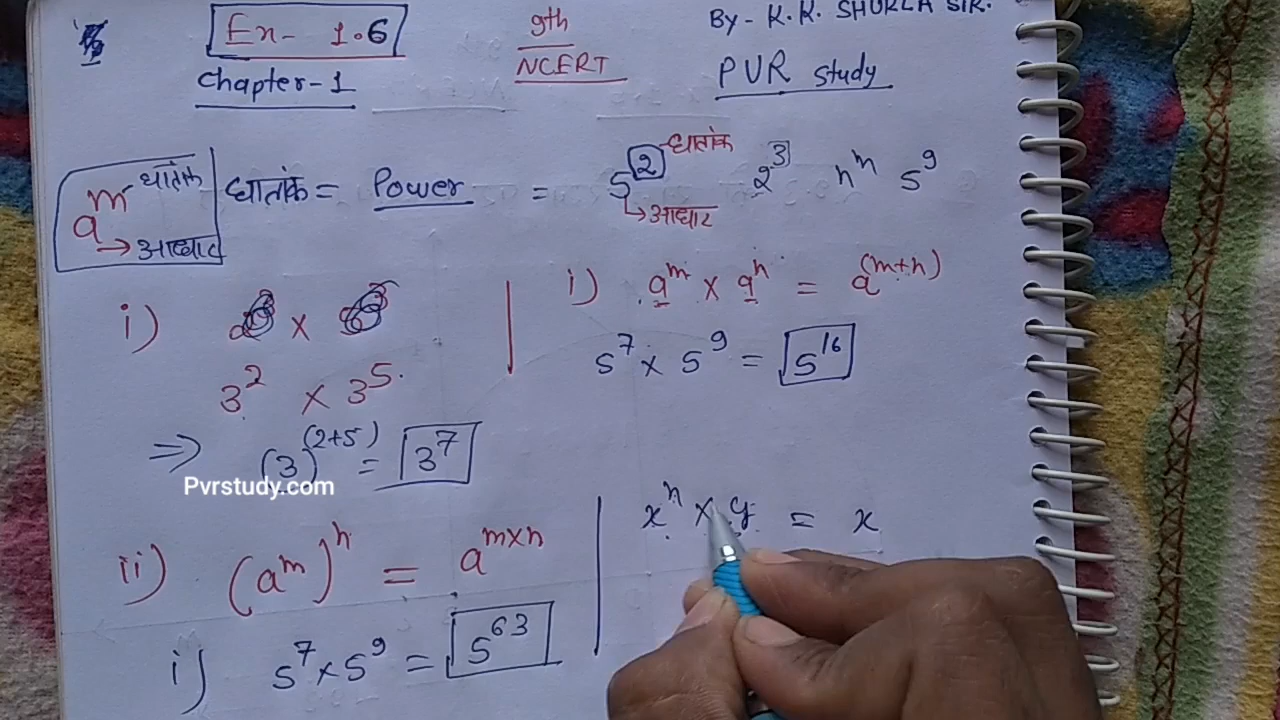 Ex- 1.6
9th
NCERT
By- K.K. SHUKLA SIR.
Chapter-1
PVR study
a^m घातांक
→ आधार
घातांक = Power = 5^2 घातांक 2^3 n^m 5^9
→ आधार
i) ×
3^2 × 3^5.
⇒ (3)^(2+5) = 3^7
i) a^m × a^n = a^(m+n)
5^7 × 5^9 = 5^16
Pvrstudy.com
ii) (a^m)^n = a^m×n
i) 5^7 × 5^9 = 5^63
x^n × y = x